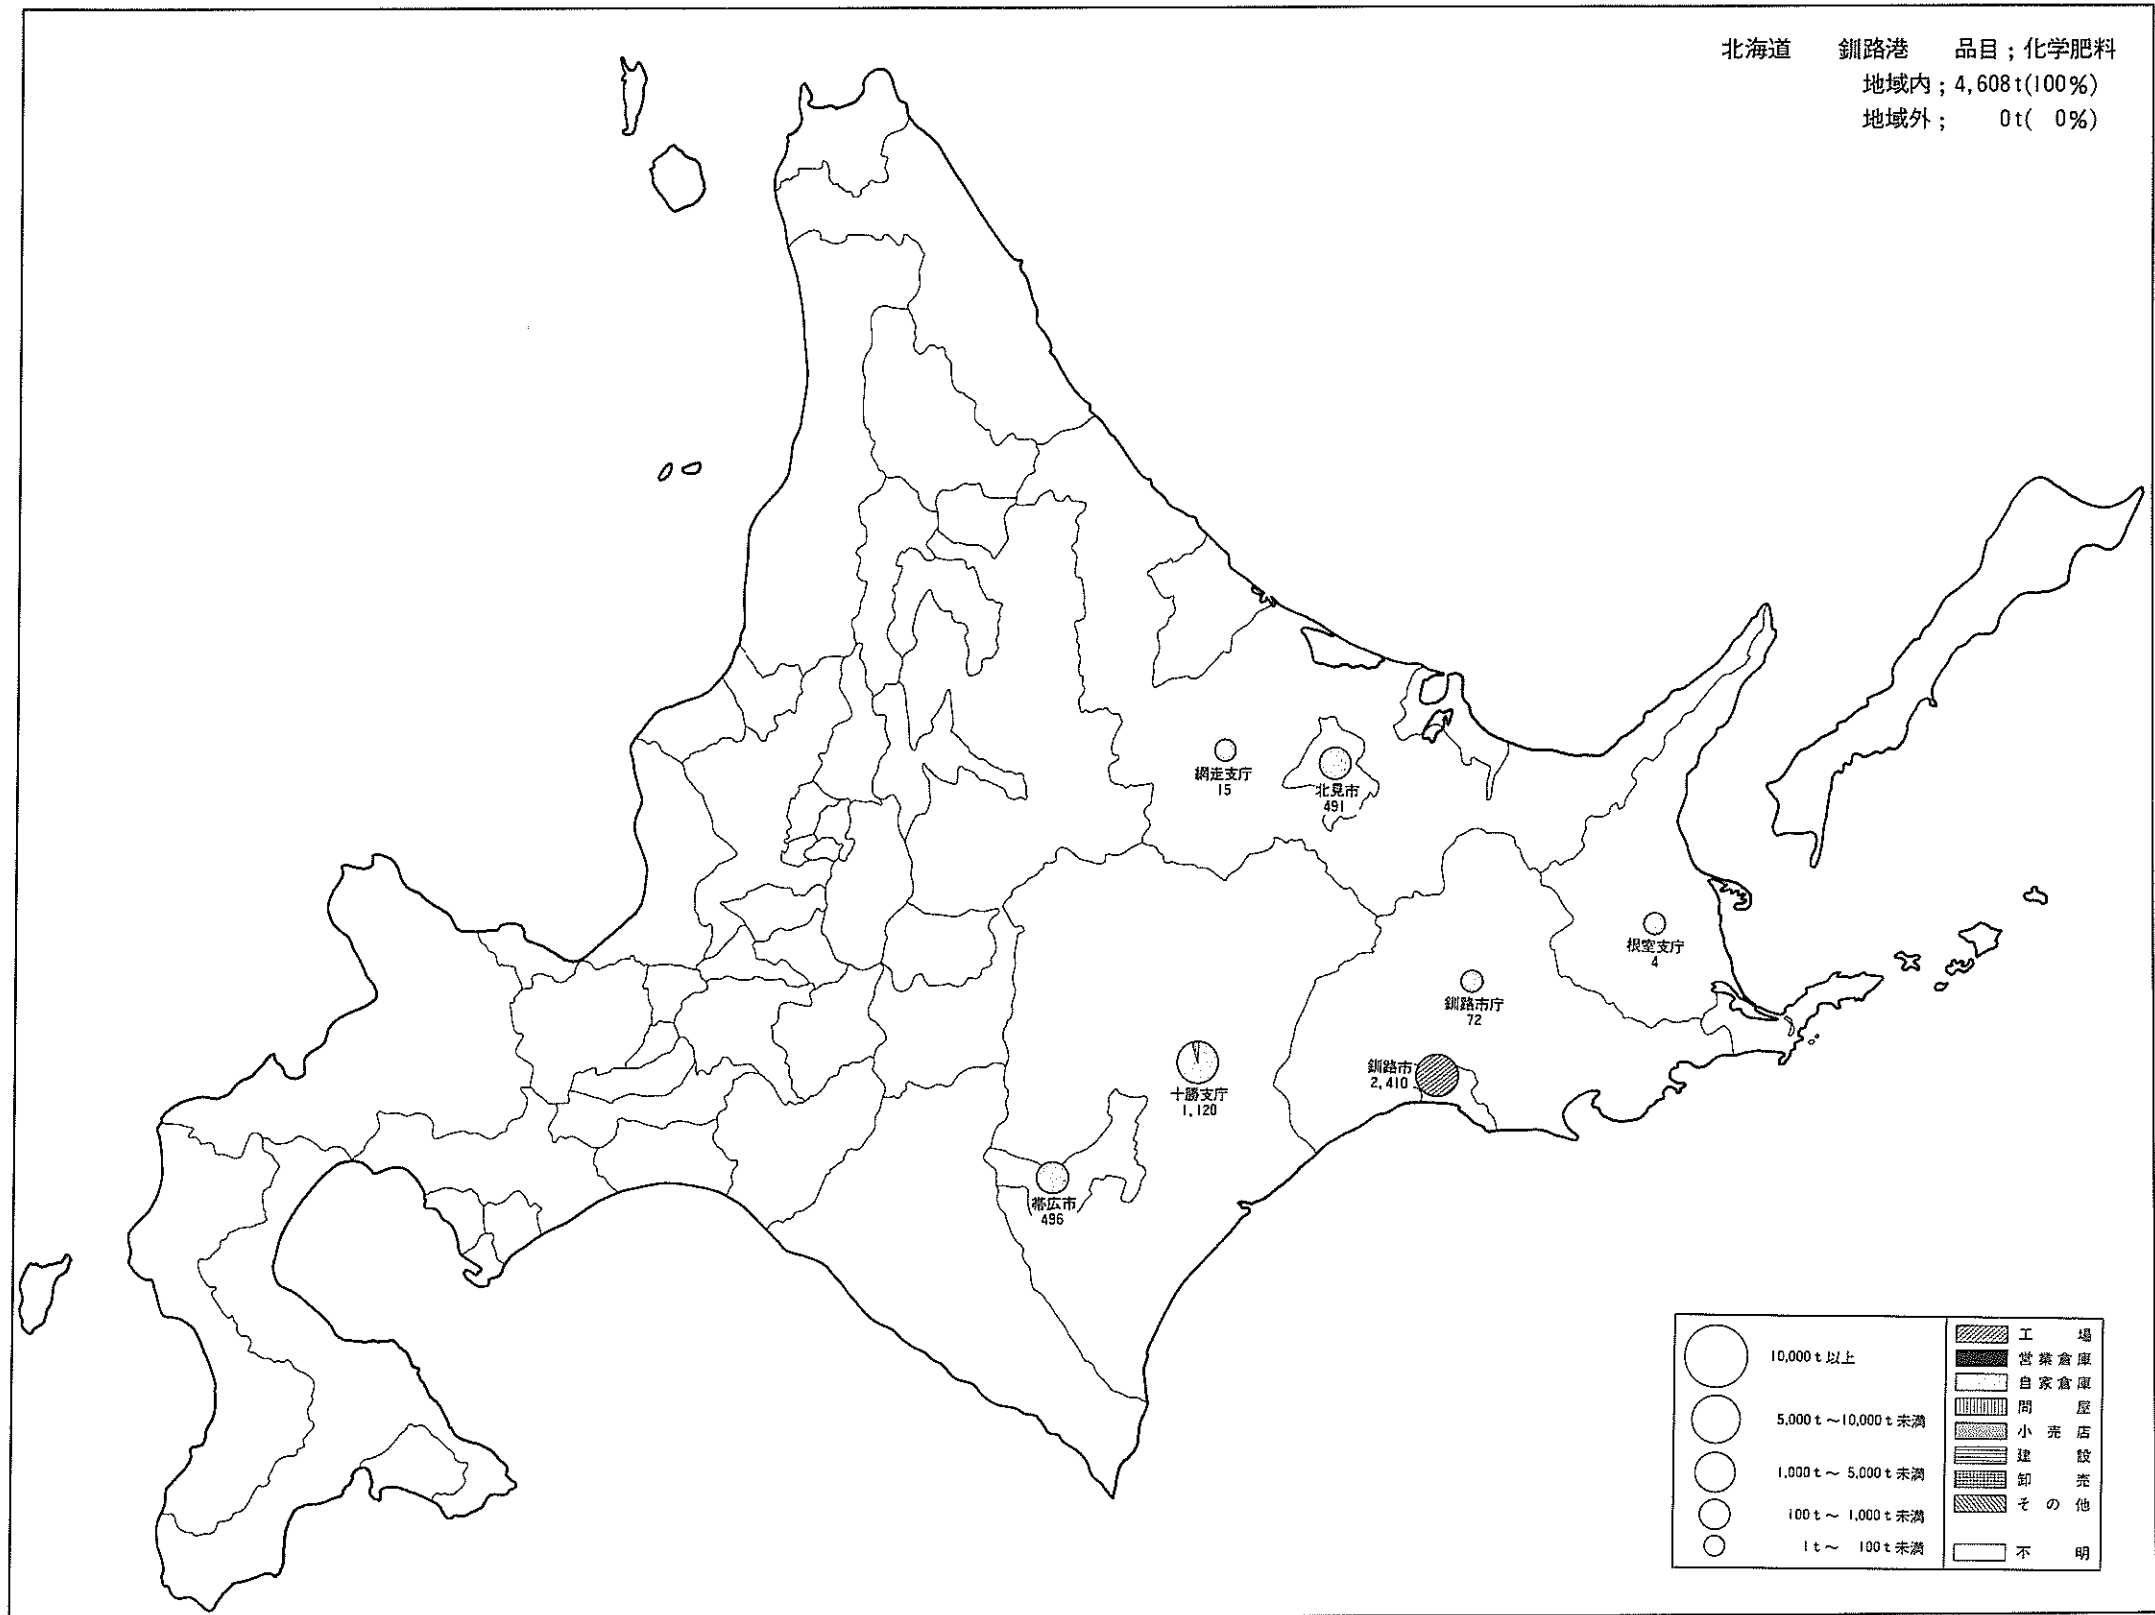 北海道 釧路港 品目；化学肥料
地域内；4,608t(100%)
地域外； 0t( 0%)
網走支庁
15
北見市
491
根室支庁
4
釧路市庁
72
釧路市
2,410
十勝支庁
1,120
帯広市
496
10,000t以上
5,000t～10,000t未満
1,000t～ 5,000t未満
100t～ 1,000t未満
1t～ 100t未満
工場
営業倉庫
自家倉庫
問屋
小売店
建設
卸売
その他
不明